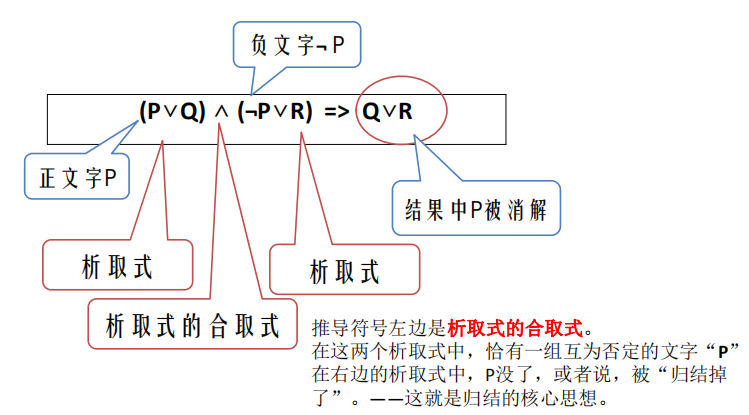 负文字¬P
(P∨Q) ∧ (¬P∨R) => Q∨R
正文字P
结果中P被消解
析取式
析取式
析取式的合取式
推导符号左边是析取式的合取式。
在这两个析取式中，恰有一组互为否定的文字“P”
在右边的析取式中，P没了，或者说，被“归结掉
了”。——这就是归结的核心思想。